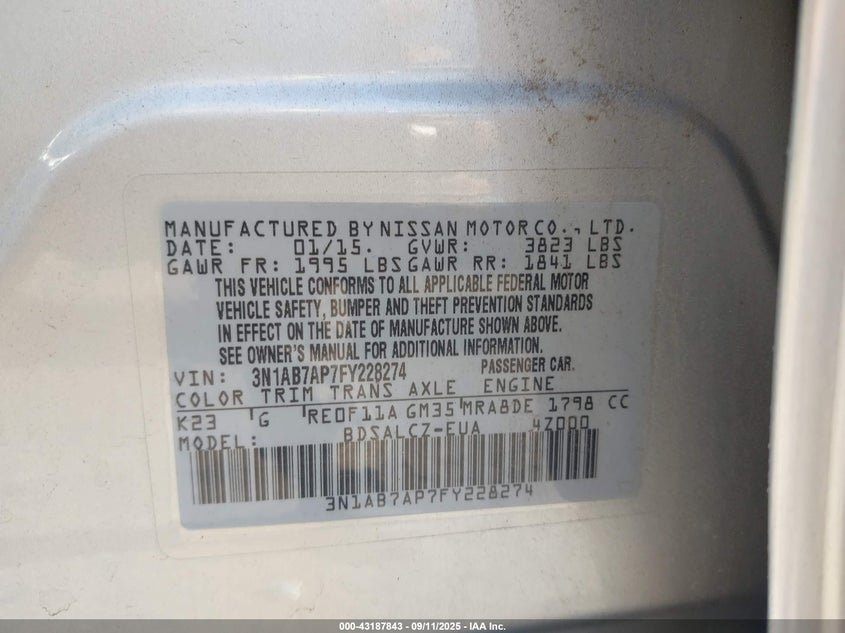 MANUFACTURED BY NISSAN MOTOR CO., LTD.
DATE: 01/15. GVWR: 3823 LBS
GAWR FR: 1995 LBS GAWR RR: 1841 LBS
THIS VEHICLE CONFORMS TO ALL APPLICABLE FEDERAL MOTOR
VEHICLE SAFETY, BUMPER AND THEFT PREVENTION STANDARDS
IN EFFECT ON THE DATE OF MANUFACTURE SHOWN ABOVE.
SEE OWNER'S MANUAL FOR ADDITIONAL INFORMATION.
VIN: 3N1AB7AP7FY228274 PASSENGER CAR.
COLOR TRIM TRANS AXLE ENGINE
K23 G RE0F11A GM35 MRA8DE 1798 CC
MODEL: BDSALCZ-EUA 4Z000
3N1AB7AP7FY228274
000-43187843 - 09/11/2025 - IAA Inc.